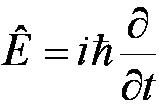 Ê = iħ ∂/∂t